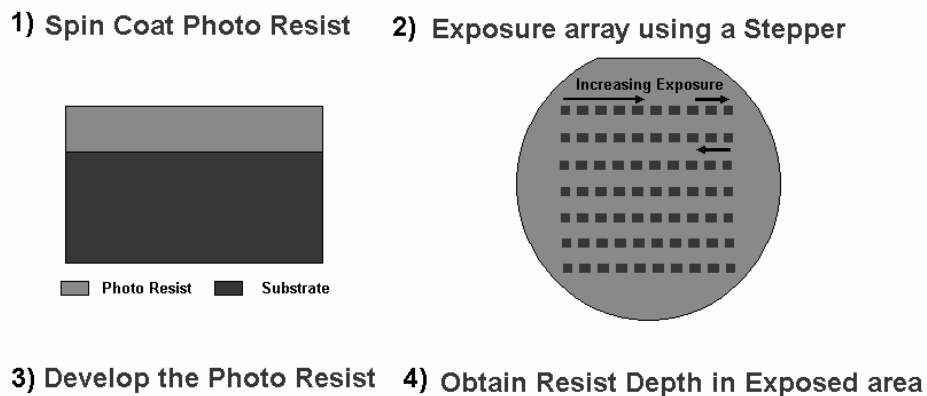 1) Spin Coat Photo Resist
2) Exposure array using a Stepper
Increasing Exposure
Photo Resist
Substrate
3) Develop the Photo Resist
4) Obtain Resist Depth in Exposed area